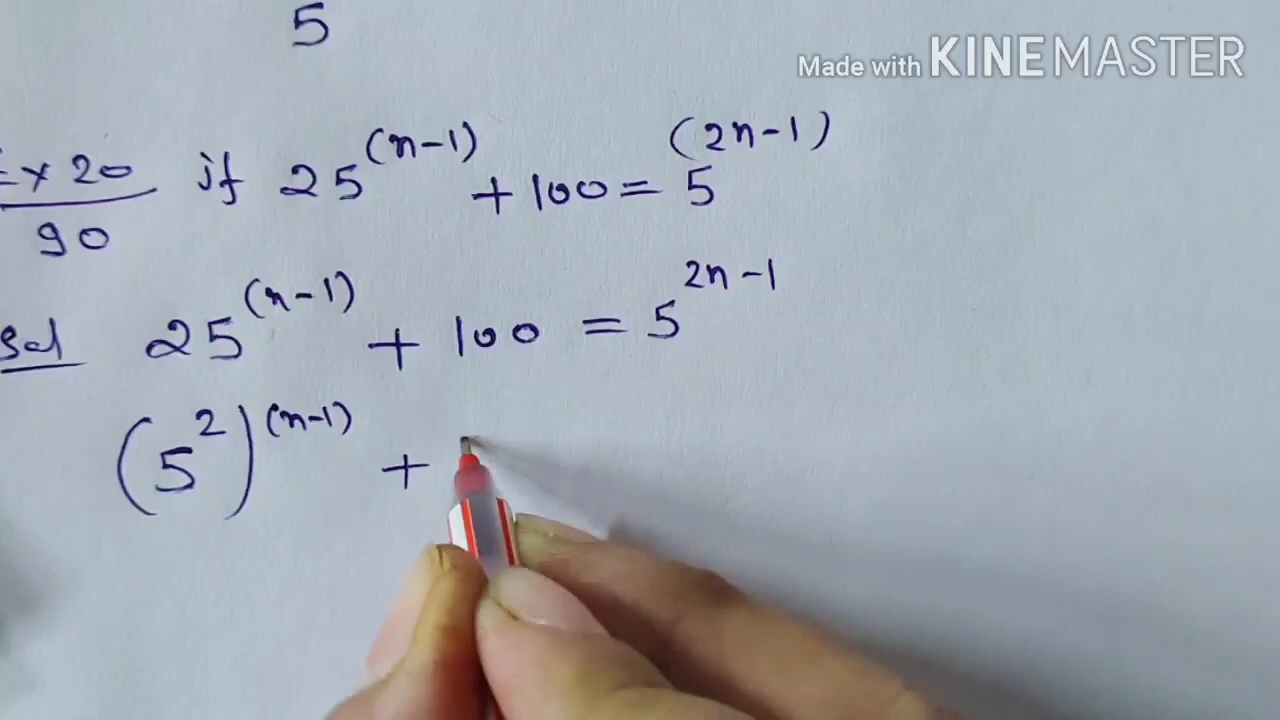 5
Made with KINEMASTER
x 20 if 25^(n-1) + 100 = 5^(2n-1)
90
Sol 25^(n-1) + 100 = 5^2n-1
(5^2)^(n-1) +